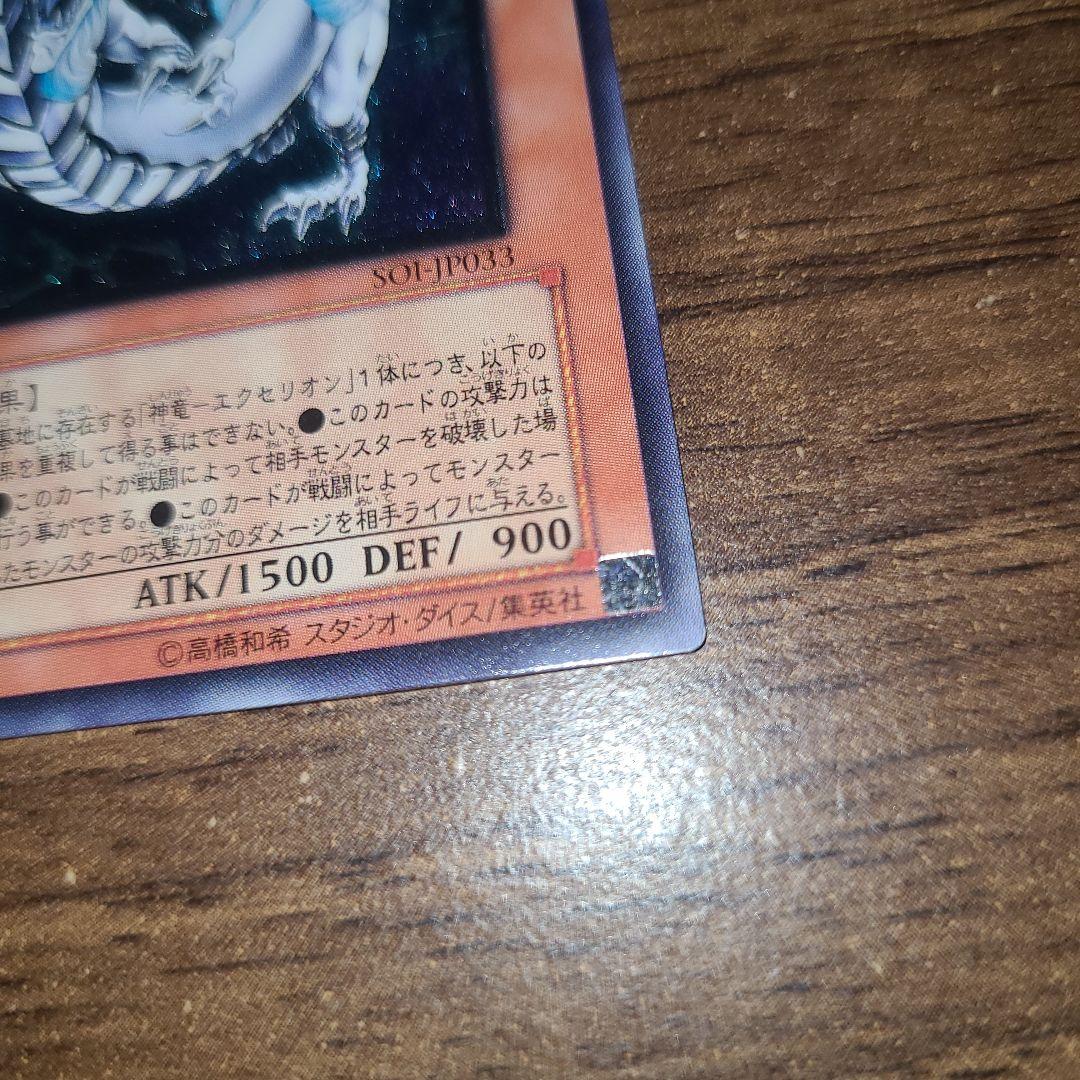 SOI-JP033
果】
墓地に存在する「神竜－エクセリオン」1体につき、以下の
果を重複して得る事はできない。●このカードの攻撃力は
●このカードが戦闘によって相手モンスターを破壊した場
行う事ができる。●このカードが戦闘によってモンスター
たモンスターの攻撃力分のダメージを相手ライフに与える。
ATK/1500 DEF/ 900
©高橋和希 スタジオ・ダイス/集英社